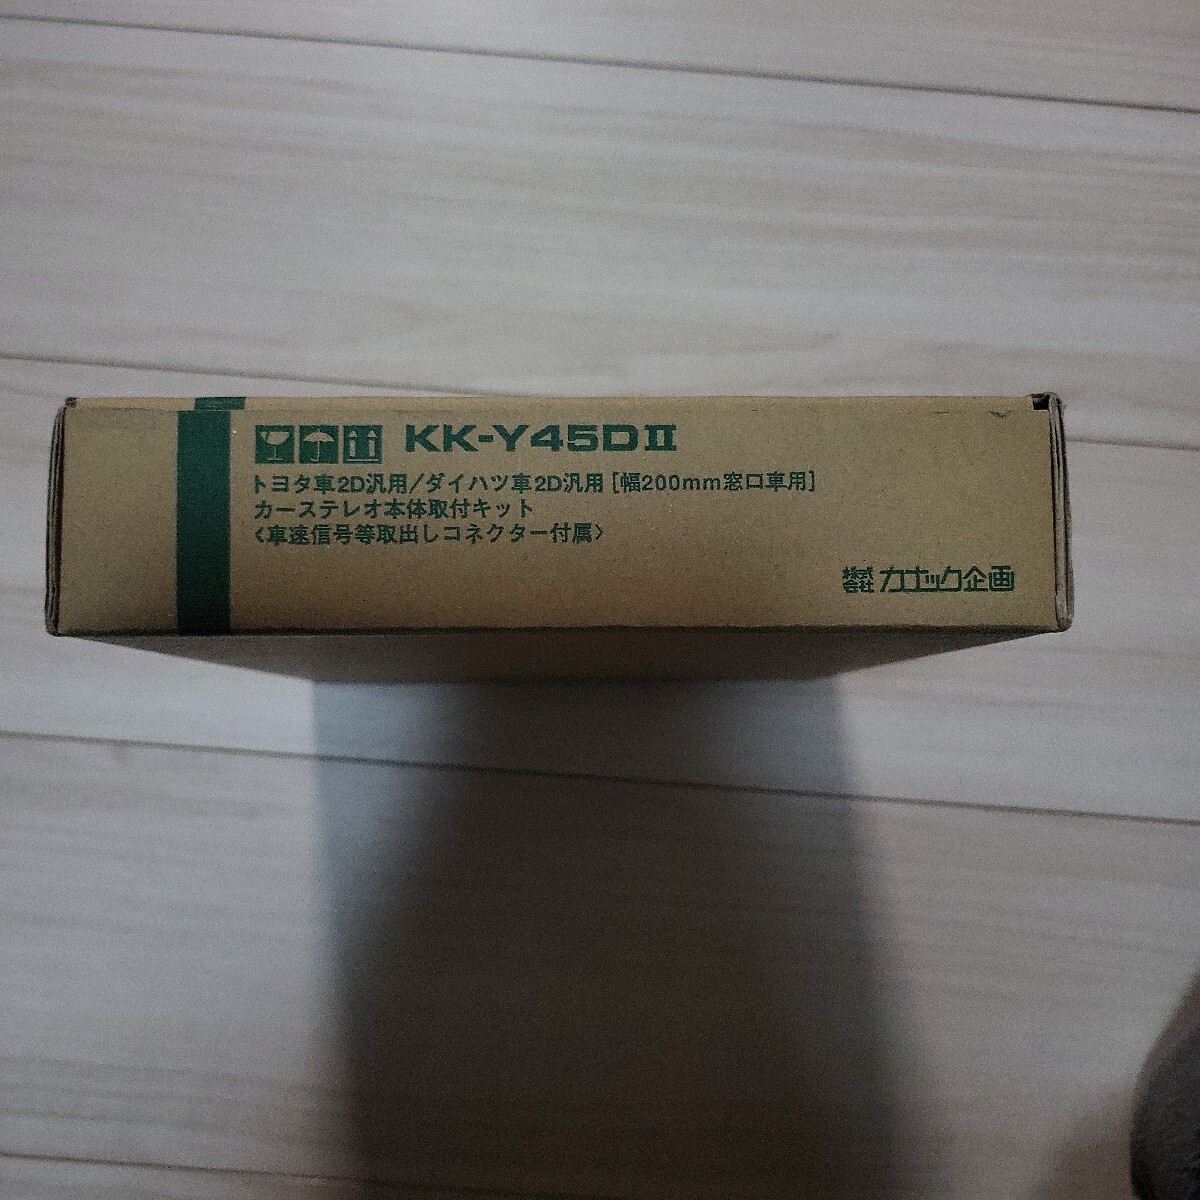 KK-Y45DⅡ
トヨタ車2D汎用/ダイハツ車2D汎用 [幅200mm窓口車用]
カーステレオ本体取付キット
〈車速信号等取出しコネクター付属〉
株式会社 カナック企画